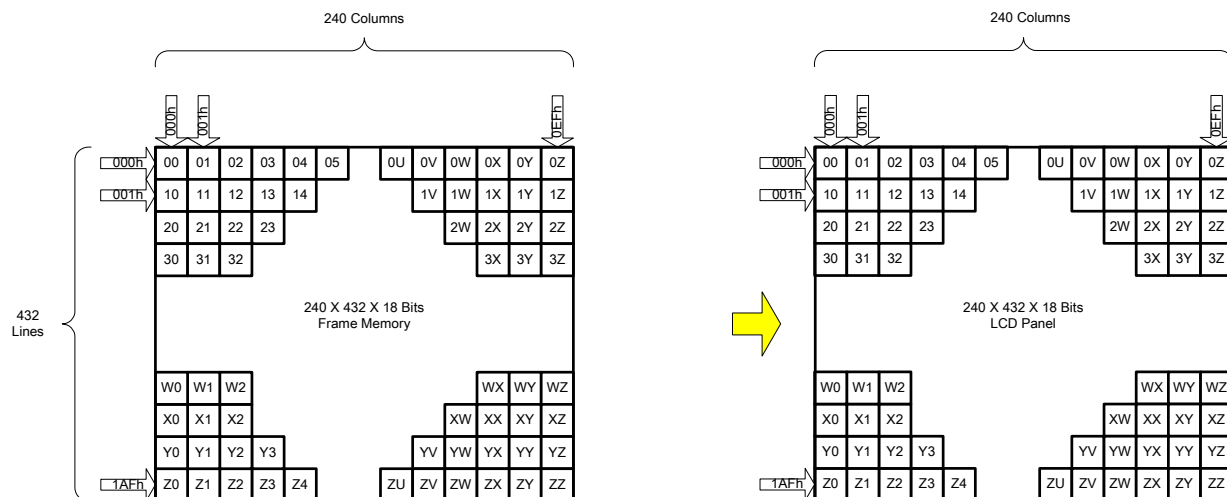 240 Columns
240 Columns
000h 001h 0EFh
000h 001h 0EFh
000h 00 01 02 03 04 05 0U 0V 0W 0X 0Y 0Z
000h 00 01 02 03 04 05 0U 0V 0W 0X 0Y 0Z
001h 10 11 12 13 14 1V 1W 1X 1Y 1Z
001h 10 11 12 13 14 1V 1W 1X 1Y 1Z
20 21 22 23 2W 2X 2Y 2Z
20 21 22 23 2W 2X 2Y 2Z
30 31 32 3X 3Y 3Z
30 31 32 3X 3Y 3Z
432
Lines
240 X 432 X 18 Bits
Frame Memory
240 X 432 X 18 Bits
LCD Panel
W0 W1 W2 WX WY WZ
W0 W1 W2 WX WY WZ
X0 X1 X2 XW XX XY XZ
X0 X1 X2 XW XX XY XZ
Y0 Y1 Y2 Y3 YV YW YX YY YZ
Y0 Y1 Y2 Y3 YV YW YX YY YZ
1AFh Z0 Z1 Z2 Z3 Z4 ZU ZV ZW ZX ZY ZZ
1AFh Z0 Z1 Z2 Z3 Z4 ZU ZV ZW ZX ZY ZZ